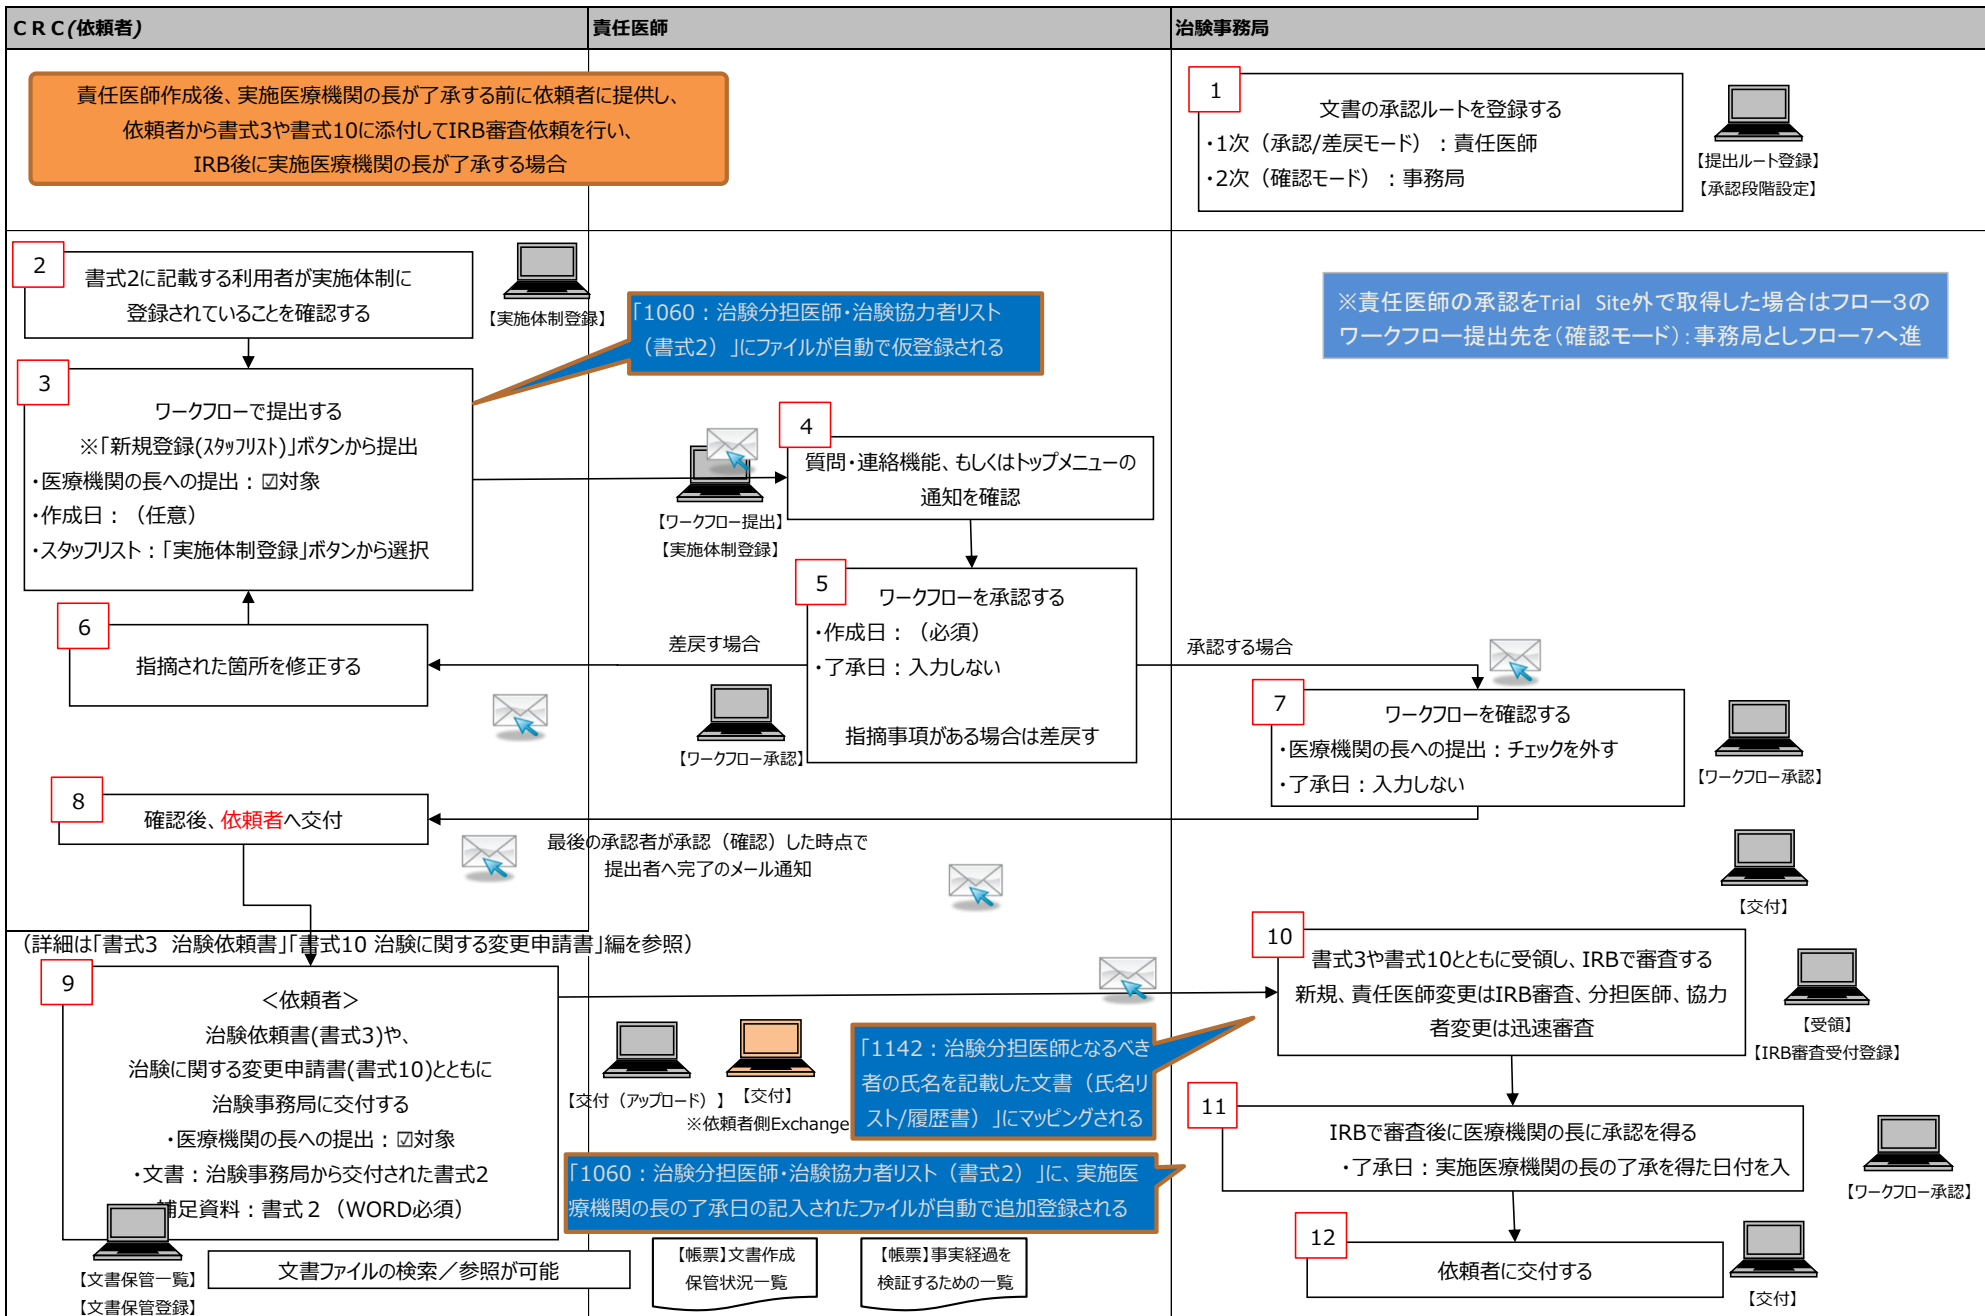 ＣＲＣ(依頼者)
責任医師
治験事務局
責任医師作成後、実施医療機関の長が了承する前に依頼者に提供し、
依頼者から書式3や書式10に添付してIRB審査依頼を行い、
IRB後に実施医療機関の長が了承する場合
1
文書の承認ルートを登録する
・1次（承認/差戻モード）：責任医師
・2次（確認モード）：事務局
【提出ルート登録】
【承認段階設定】
2
書式2に記載する利用者が実施体制に
登録されていることを確認する
【実施体制登録】
「1060：治験分担医師・治験協力者リスト
（書式2）」にファイルが自動で仮登録される
※責任医師の承認をTrial Site外で取得した場合はフロー3の
ワークフロー提出先を（確認モード）：事務局としフロー7へ進
3
ワークフローで提出する
※「新規登録(スタッフリスト)」ボタンから提出
・医療機関の長への提出：☑対象
・作成日：（任意）
・スタッフリスト：「実施体制登録」ボタンから選択
【ワークフロー提出】
【実施体制登録】
4
質問・連絡機能、もしくはトップメニューの
通知を確認
5
ワークフローを承認する
・作成日：（必須）
・了承日：入力しない
指摘事項がある場合は差戻す
差戻す場合
承認する場合
【ワークフロー承認】
6
指摘された箇所を修正する
7
ワークフローを確認する
・医療機関の長への提出：チェックを外す
・了承日：入力しない
【ワークフロー承認】
8
確認後、依頼者へ交付
最後の承認者が承認（確認）した時点で
提出者へ完了のメール通知
【交付】
（詳細は「書式3 治験依頼書」「書式10 治験に関する変更申請書」編を参照）
9
＜依頼者＞
治験依頼書(書式3)や、
治験に関する変更申請書(書式10)とともに
治験事務局に交付する
・医療機関の長への提出：☑対象
・文書：治験事務局から交付された書式2
補足資料：書式２（WORD必須）
【交付（アップロード）】
【交付】
※依頼者側Exchange
「1142：治験分担医師となるべき
者の氏名を記載した文書（氏名リ
スト/履歴書）」にマッピングされる
10
書式3や書式10とともに受領し、IRBで審査する
新規、責任医師変更はIRB審査、分担医師、協力
者変更は迅速審査
【受領】
【IRB審査受付登録】
11
IRBで審査後に医療機関の長に承認を得る
・了承日：実施医療機関の長の了承を得た日付を入
【ワークフロー承認】
「1060：治験分担医師・治験協力者リスト（書式2）」に、実施医
療機関の長の了承日の記入されたファイルが自動で追加登録される
12
依頼者に交付する
【交付】
【文書保管一覧】
【文書保管登録】
文書ファイルの検索／参照が可能
【帳票】文書作成
保管状況一覧
【帳票】事実経過を
検証するための一覧